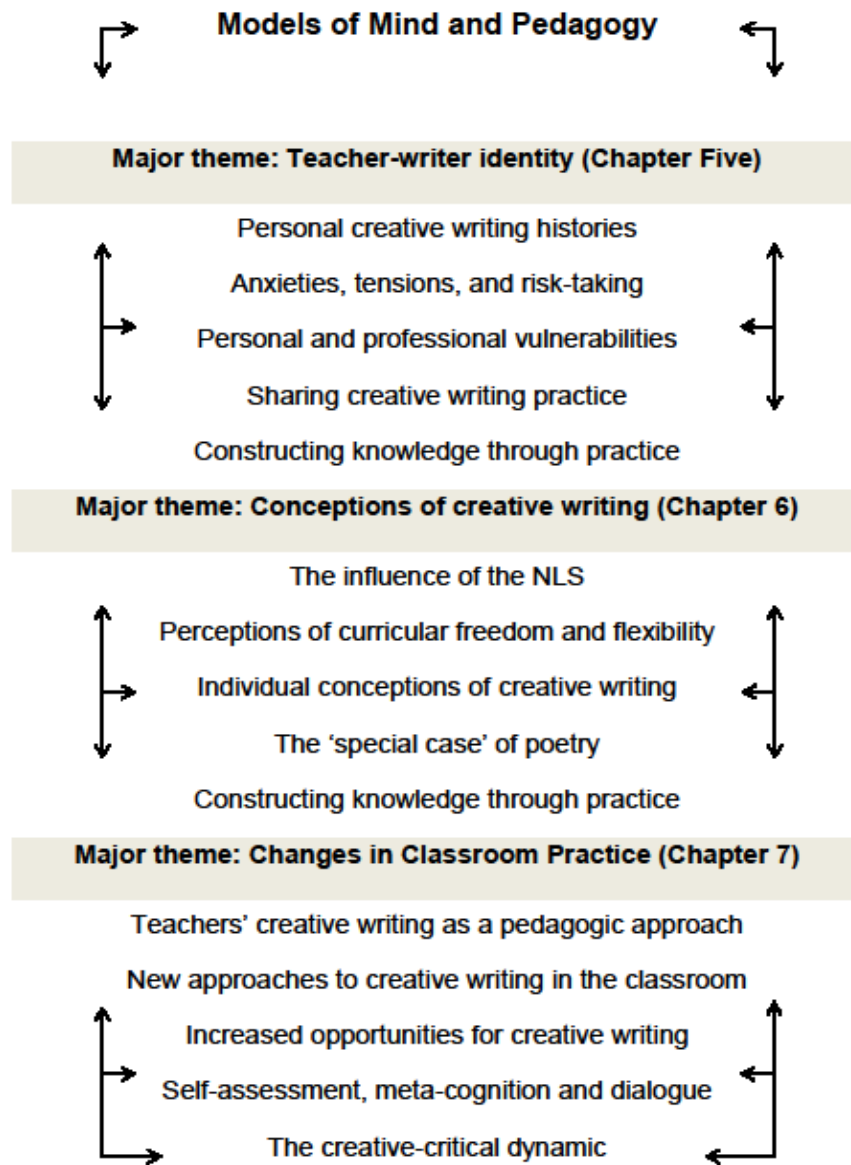 Models of Mind and Pedagogy
Major theme: Teacher-writer identity (Chapter Five)
Personal creative writing histories
Anxieties, tensions, and risk-taking
Personal and professional vulnerabilities
Sharing creative writing practice
Constructing knowledge through practice
Major theme: Conceptions of creative writing (Chapter 6)
The influence of the NLS
Perceptions of curricular freedom and flexibility
Individual conceptions of creative writing
The ‘special case’ of poetry
Constructing knowledge through practice
Major theme: Changes in Classroom Practice (Chapter 7)
Teachers’ creative writing as a pedagogic approach
New approaches to creative writing in the classroom
Increased opportunities for creative writing
Self-assessment, meta-cognition and dialogue
The creative-critical dynamic